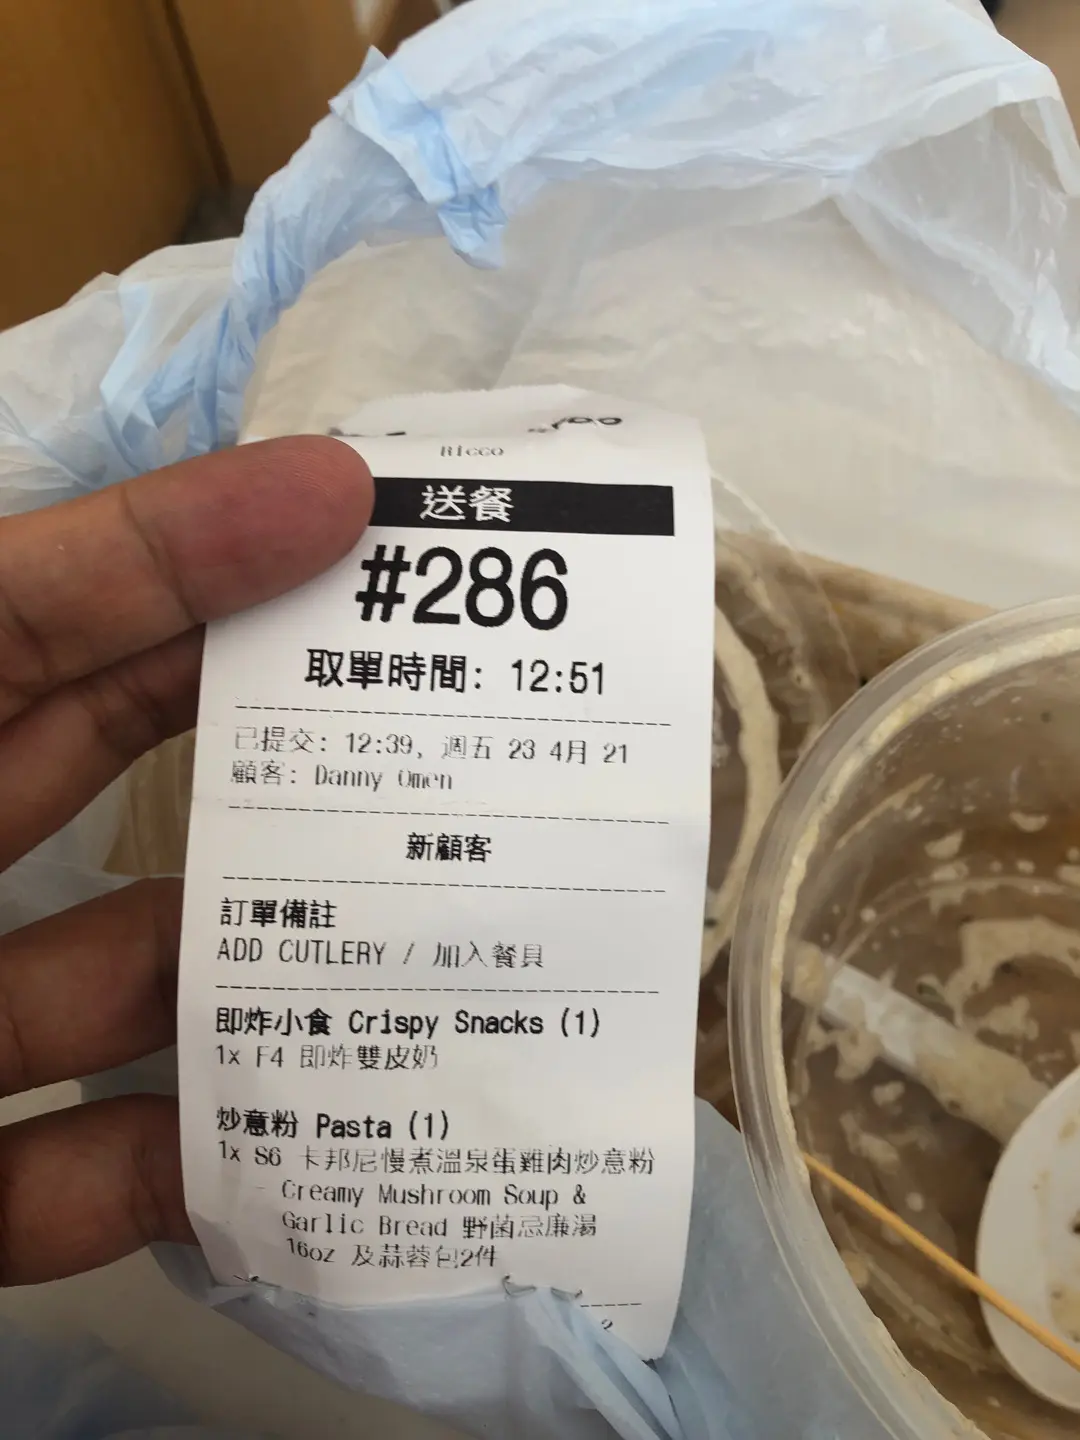 Ricco
送餐
#286
取單時間: 12:51
已提交: 12:39, 週五 23 4月 21
顧客: Danny Omen
新顧客
訂單備註
ADD CUTLERY / 加入餐具
即炸小食 Crispy Snacks (1)
1x F4 即炸雙皮奶
炒意粉 Pasta (1)
1x S6 卡邦尼慢煮溫泉蛋雞肉炒意粉
- Creamy Mushroom Soup &
Garlic Bread 野菌忌廉湯
16oz 及蒜蓉包2件
2